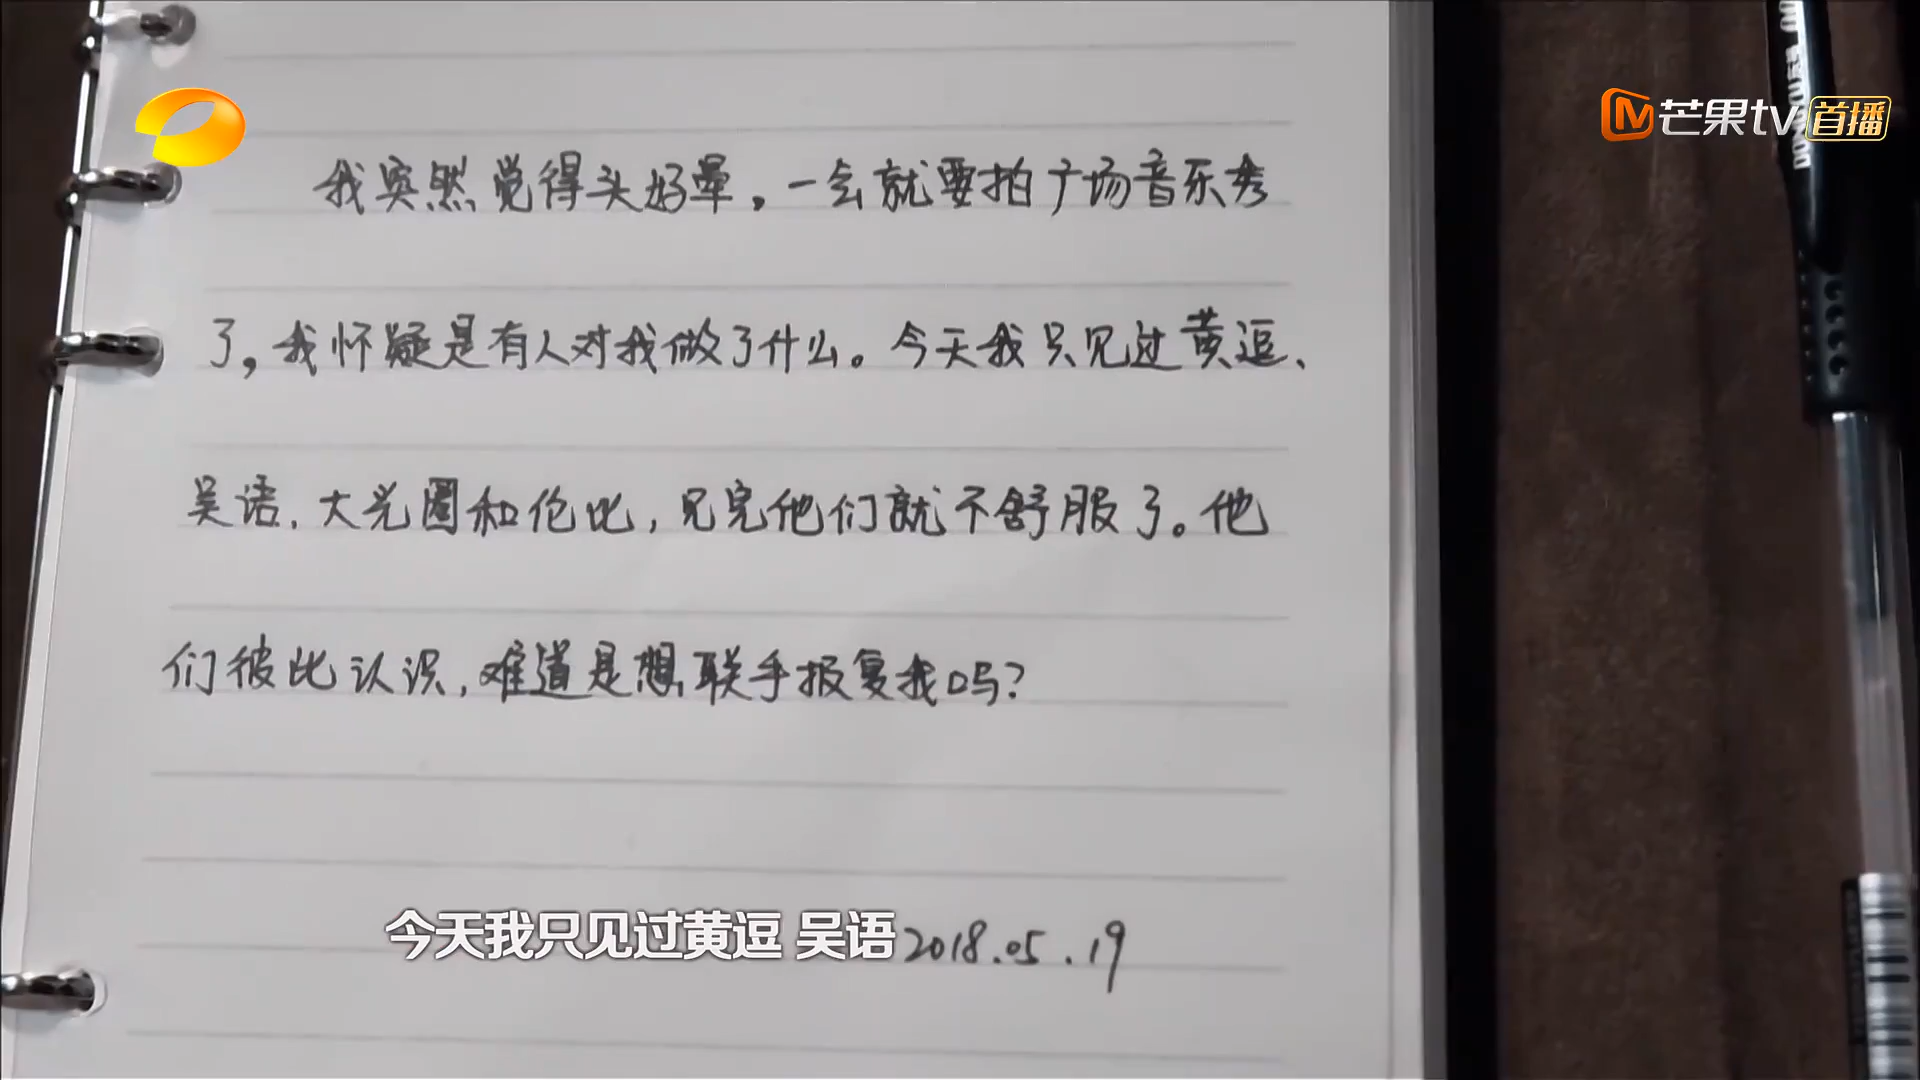 芒果tv 首播
我突然觉得头好晕。一会就要拍广场音乐秀
了，我怀疑是有人对我做了什么。今天我只见过黄逗、
吴语、大光圈和伦比，见完他们就不舒服了。他
们彼此认识，难道是想联手报复我吗？
今天我只见过黄逗 吴语
2018.05.19